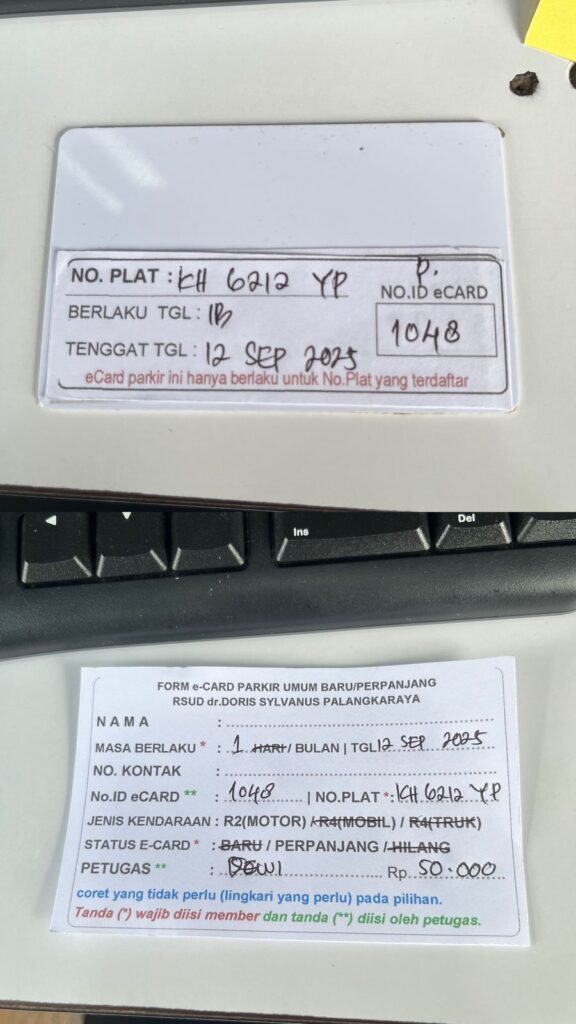 NO. PLAT : KH 6212 YP
P.
NO.ID eCARD
BERLAKU TGL : 1B
1048
TENGGAT TGL : 12 SEP 2025
eCard parkir ini hanya berlaku untuk No.Plat yang terdaftar
Ins
Del
FORM e-CARD PARKIR UMUM BARU/PERPANJANG
RSUD dr.DORIS SYLVANUS PALANGKARAYA
NAMA :
MASA BERLAKU * : 1 HARI / BULAN | TGL 12 SEP 2025
NO. KONTAK :
No.ID eCARD ** : 1048 | NO.PLAT *: KH 6212 YP
JENIS KENDARAAN : R2(MOTOR) / R4(MOBIL) / R4(TRUK)
STATUS E-CARD * : BARU / PERPANJANG / HILANG
PETUGAS ** : DEWI Rp. 50.000
coret yang tidak perlu (lingkari yang perlu) pada pilihan.
Tanda (*) wajib diisi member dan tanda (**) diisi oleh petugas.